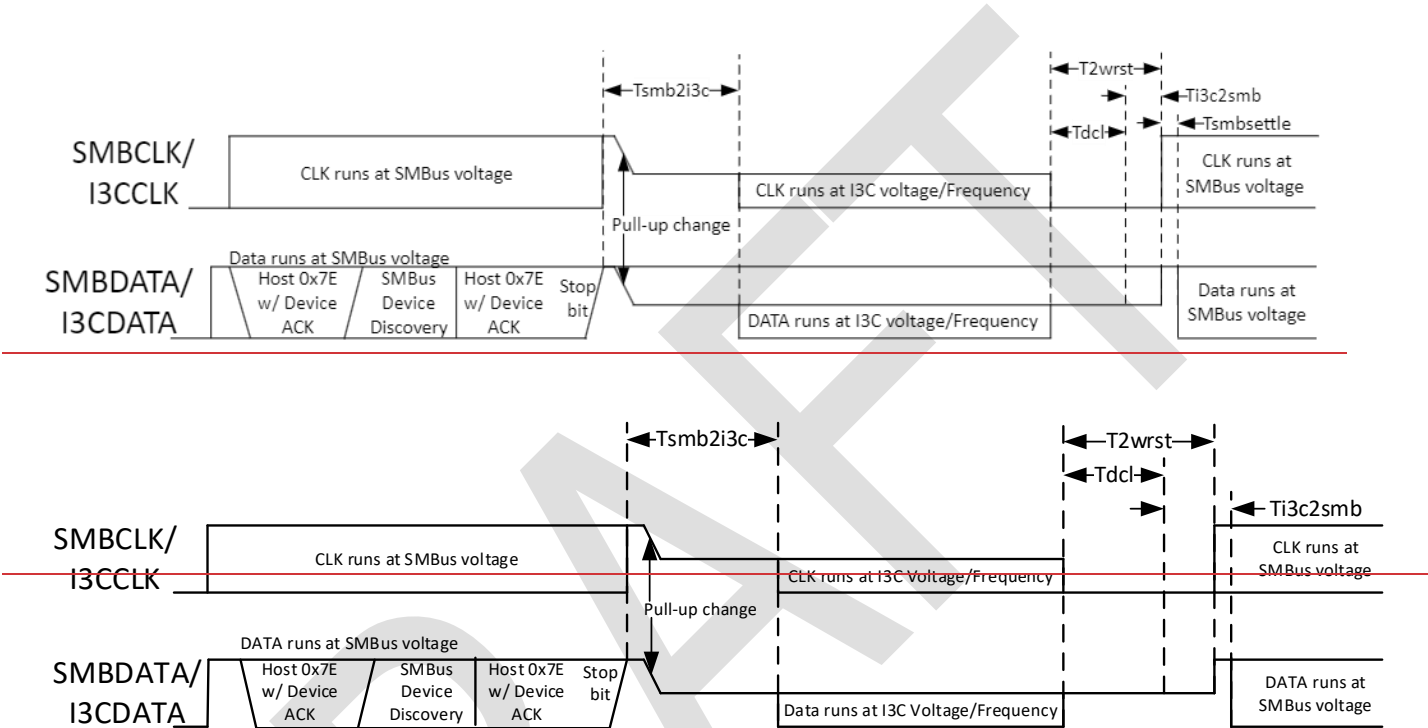 Tsmb2i3c
T2wrst
Ti3c2smb
Tdcl
Tsmbsettle
SMBCLK/
I3CCLK
CLK runs at SMBus voltage
CLK runs at I3C voltage/Frequency
CLK runs at
SMBus voltage
Pull-up change
SMBDATA/
I3CDATA
Data runs at SMBus voltage
Host 0x7E
w/ Device
ACK
SMBus
Device
Discovery
Host 0x7E
w/ Device
ACK
Stop
bit
DATA runs at I3C voltage/Frequency
Data runs at
SMBus voltage
Tsmb2i3c
T2wrst
Tdcl
Ti3c2smb
SMBCLK/
I3CCLK
CLK runs at SMBus voltage
CLK runs at I3C Voltage/Frequency
CLK runs at
SMBus voltage
Pull-up change
SMBDATA/
I3CDATA
DATA runs at SMBus voltage
Host 0x7E
w/ Device
ACK
SMBus
Device
Discovery
Host 0x7E
w/ Device
ACK
Stop
bit
Data runs at I3C Voltage/Frequency
DATA runs at
SMBus voltage